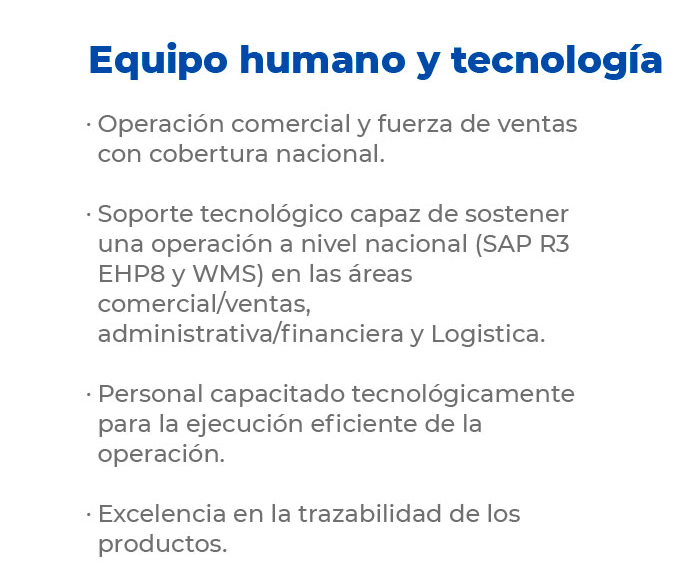 Equipo humano y tecnología
· Operación comercial y fuerza de ventas
con cobertura nacional.
· Soporte tecnológico capaz de sostener
una operación a nivel nacional (SAP R3
EHP8 y WMS) en las áreas
comercial/ventas,
administrativa/financiera y Logistica.
· Personal capacitado tecnológicamente
para la ejecución eficiente de la
operación.
· Excelencia en la trazabilidad de los
productos.